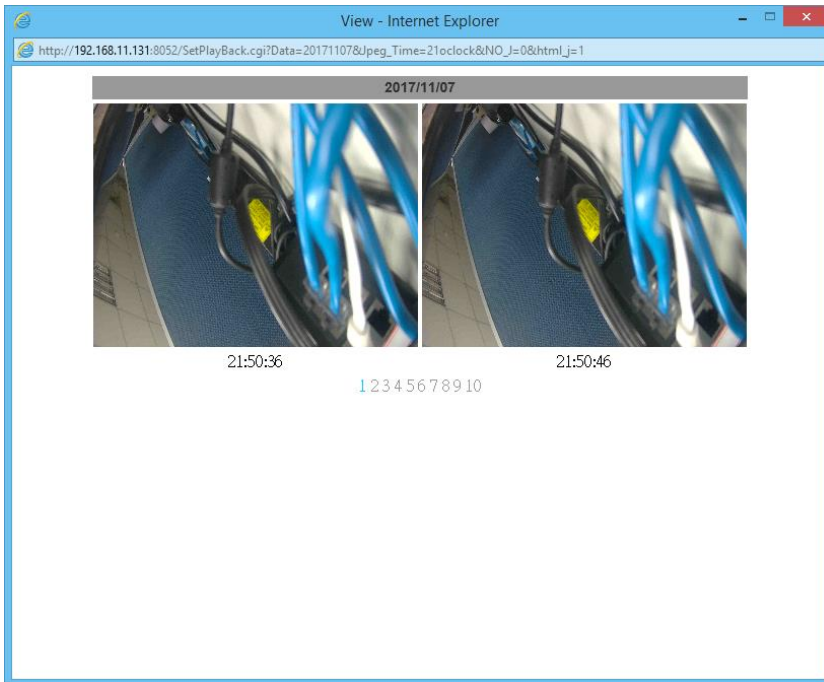 View - Internet Explorer
http://192.168.11.131:8052/SetPlayBack.cgi?Data=20171107&Jpeg_Time=21oclock&NO_J=0&html_j=1
2017/11/07
21:50:36 21:50:46
1 2 3 4 5 6 7 8 9 10